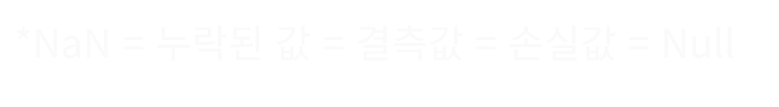 *NaN = 누락된 값 = 결측값 = 손실값 = Null